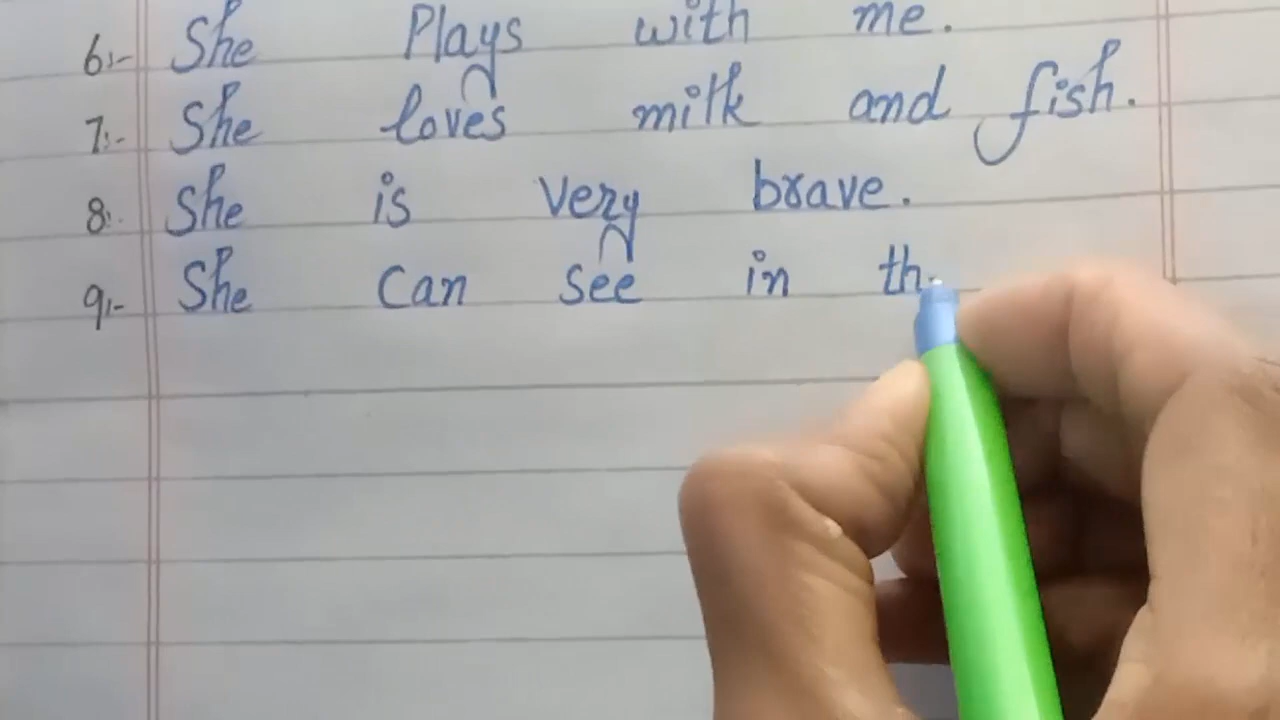 6:- She Plays with me.
7:- She loves milk and fish.
8:- She is very brave.
9:- She Can See in th